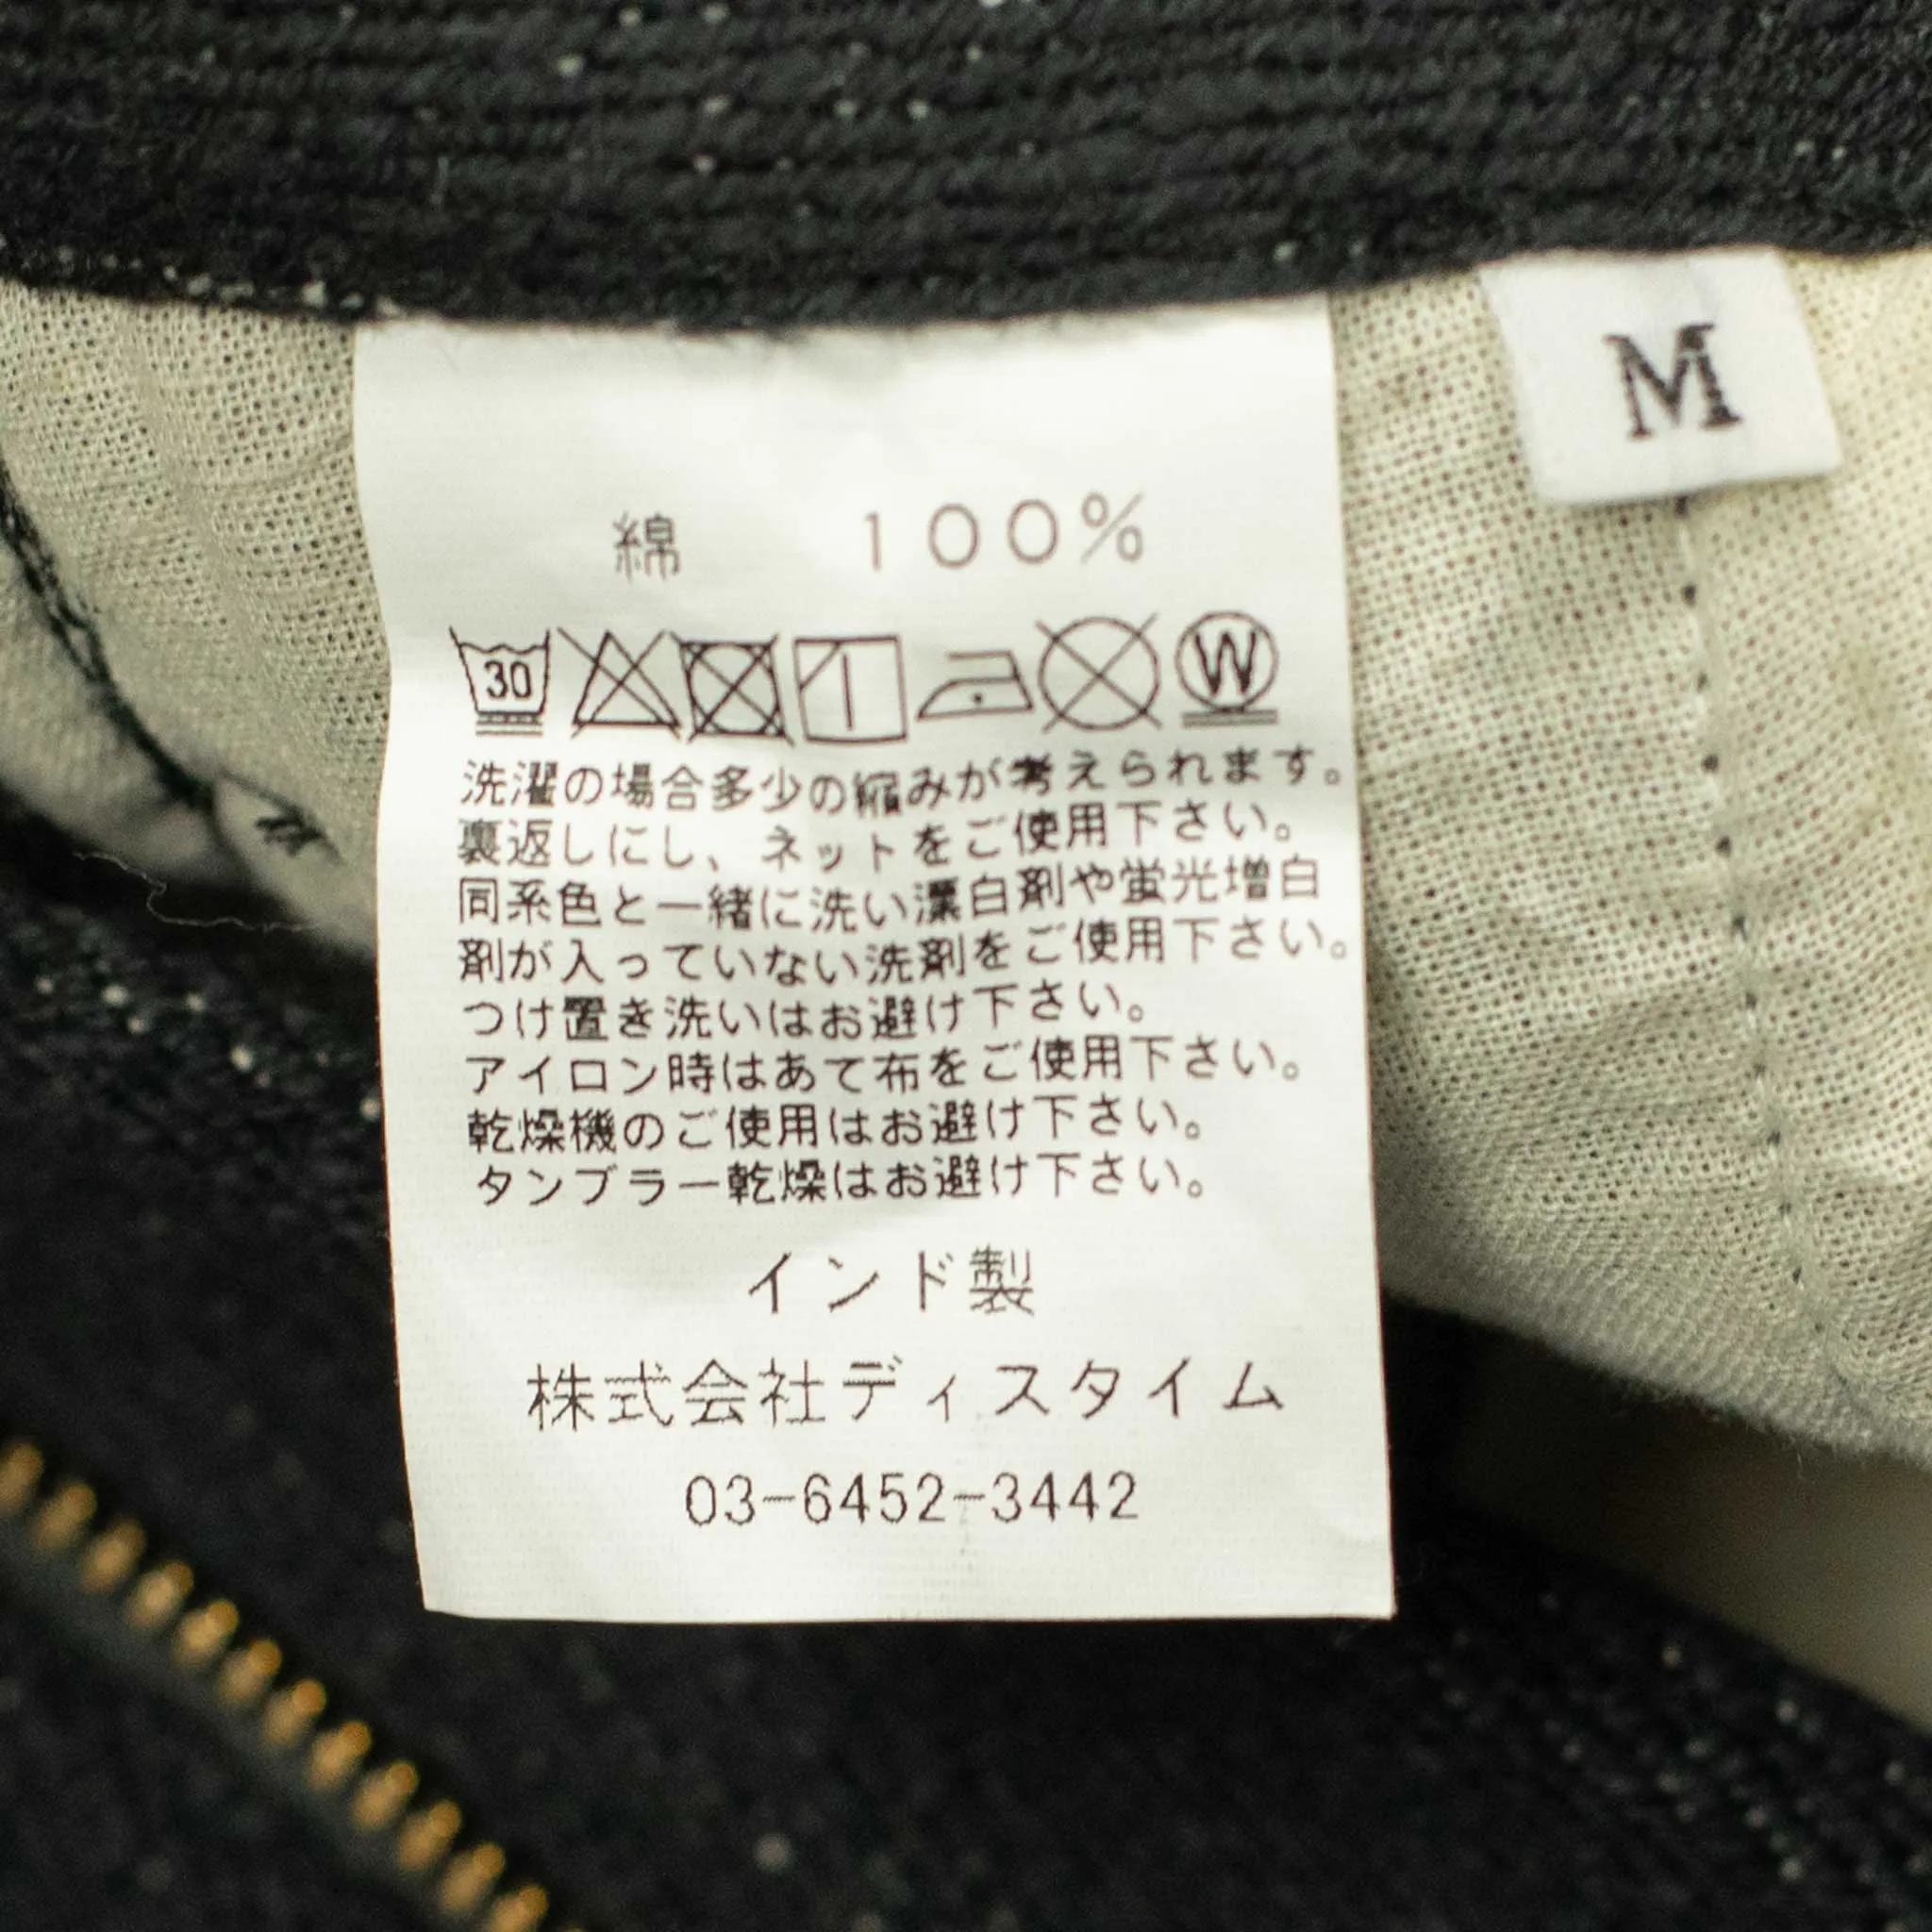 M
綿 100%
30
W
洗濯の場合多少の縮みが考えられます。
裏返しにし、ネットをご使用下さい。
同系色と一緒に洗い漂白剤や蛍光増白
剤が入っていない洗剤をご使用下さい。
つけ置き洗いはお避け下さい。
アイロン時はあて布をご使用下さい。
乾燥機のご使用はお避け下さい。
タンブラー乾燥はお避け下さい。
インド製
株式会社ディスタイム
03-6452-3442